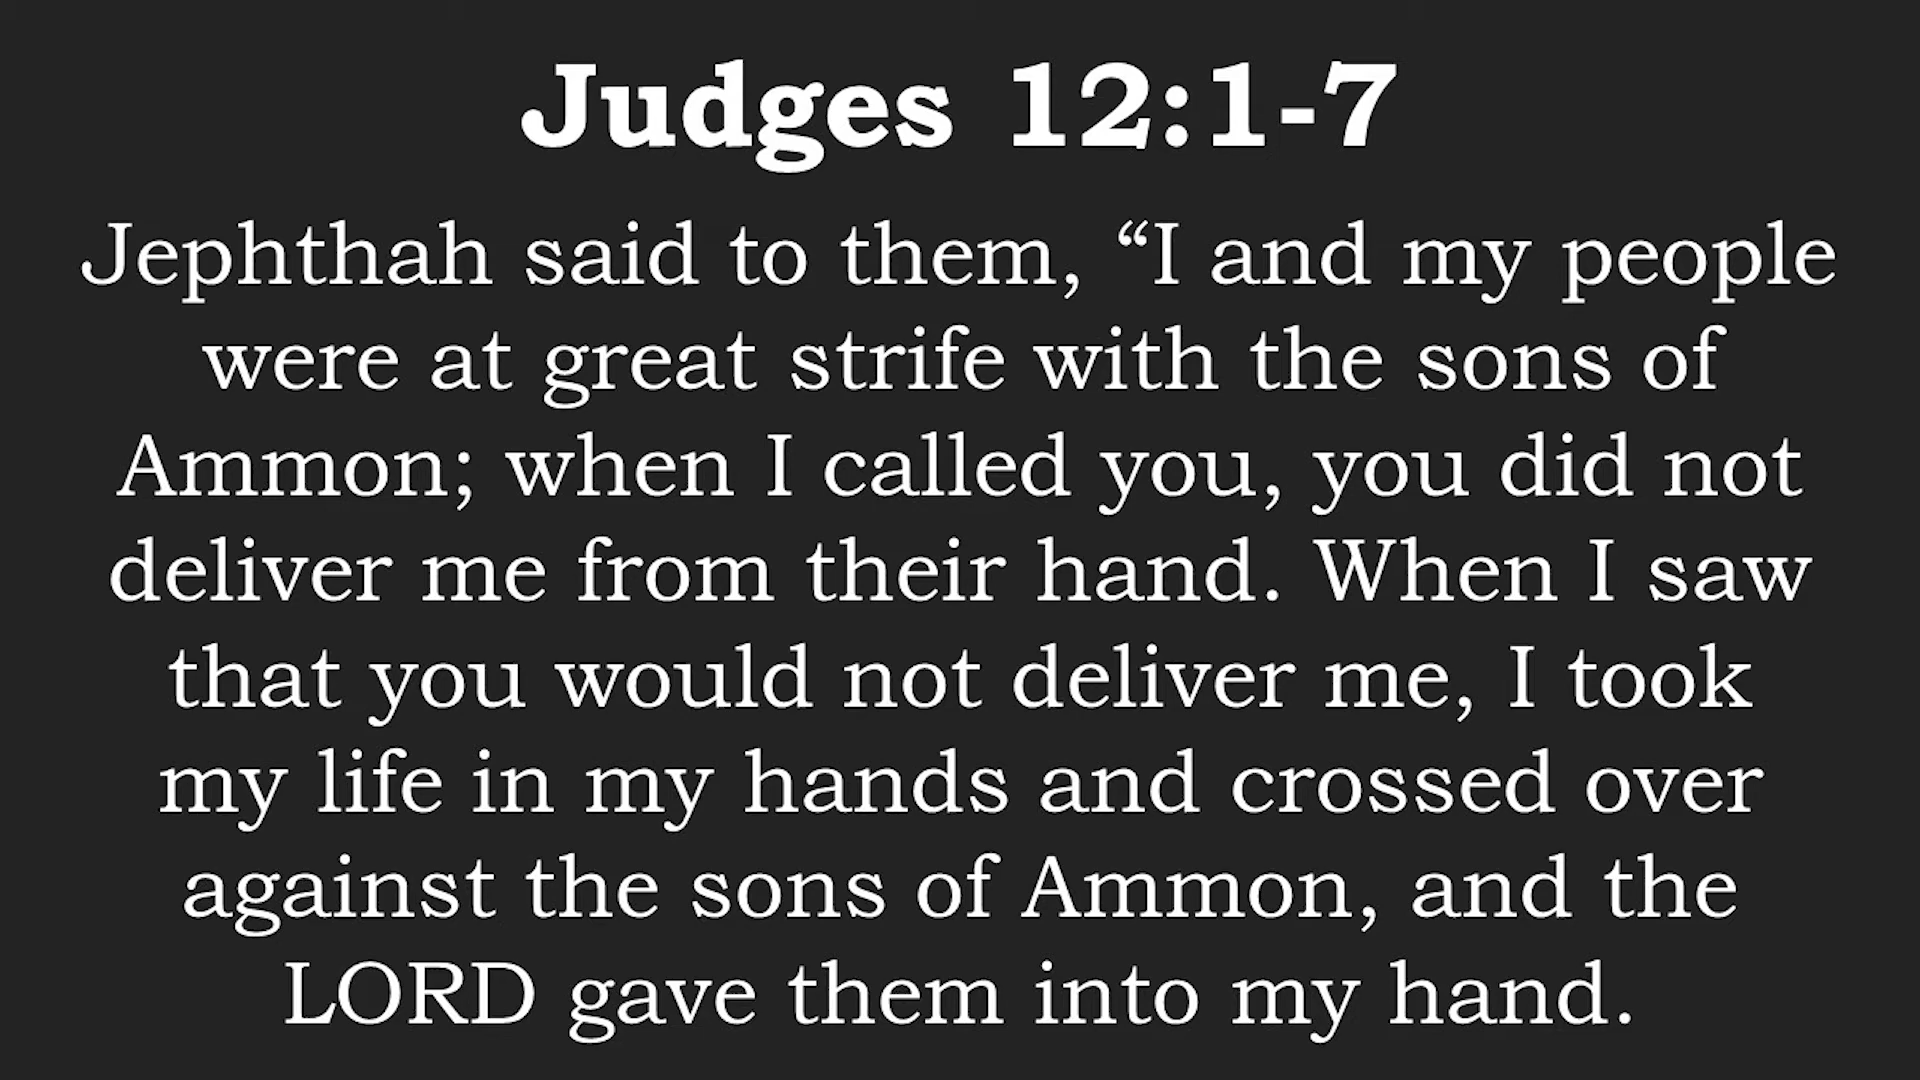 Judges 12:1-7
Jephthah said to them, “I and my people
were at great strife with the sons of
Ammon; when I called you, you did not
deliver me from their hand. When I saw
that you would not deliver me, I took
my life in my hands and crossed over
against the sons of Ammon, and the
LORD gave them into my hand.